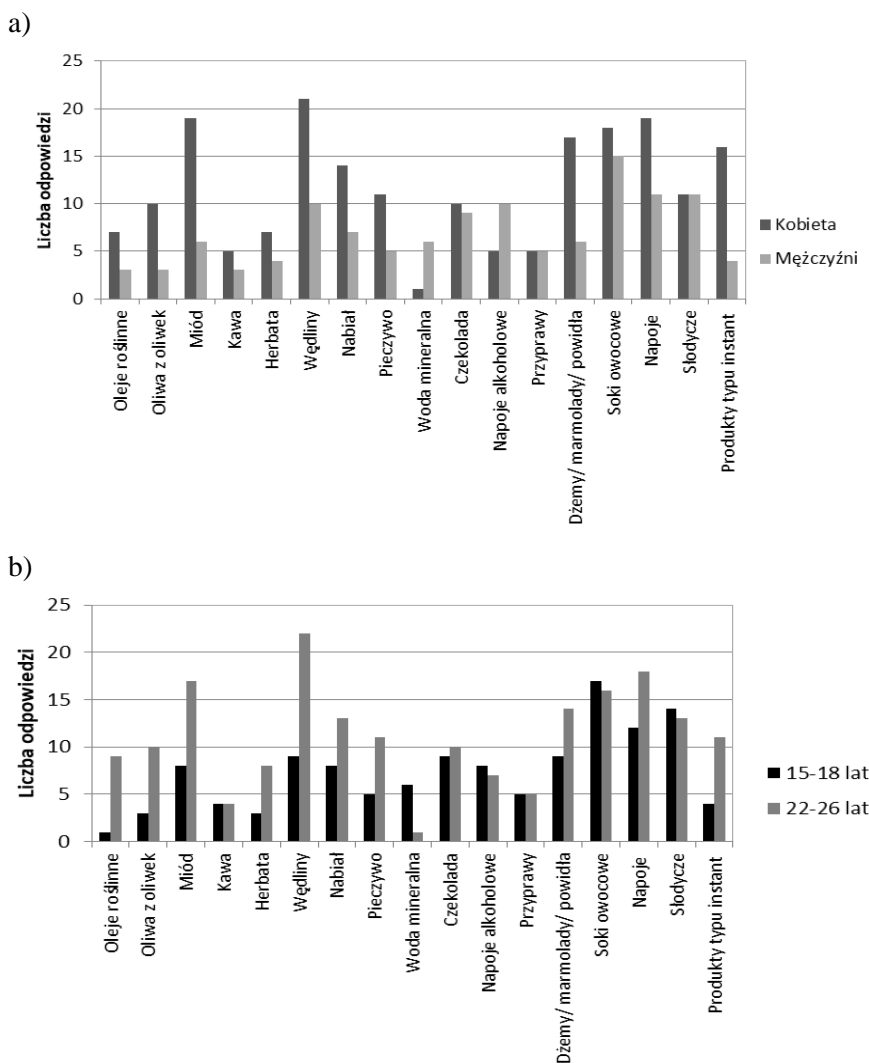 a)
25
20
15
10
5
0
Liczba odpowiedzi
Oleje roślinne
Oliwa z oliwek
Miód
Kawa
Herbata
Wędliny
Nabiał
Pieczywo
Woda mineralna
Czekolada
Napoje alkoholowe
Przyprawy
Dżemy/ marmolady/ powidła
Soki owocowe
Napoje
Słodycze
Produkty typu instant
Kobieta
Mężczyźni
b)
25
20
15
10
5
0
Liczba odpowiedzi
Oleje roślinne
Oliwa z oliwek
Miód
Kawa
Herbata
Wędliny
Nabiał
Pieczywo
Woda mineralna
Czekolada
Napoje alkoholowe
Przyprawy
Dżemy/ marmolady/ powidła
Soki owocowe
Napoje
Słodycze
Produkty typu instant
15-18 lat
22-26 lat